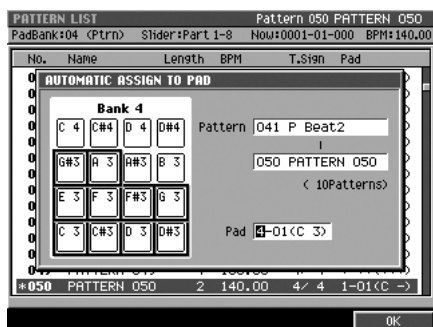 PATTERN LIST Pattern 050 PATTERN 050
PadBank:04 (Ptrn) Slider:Part 1-8 Now:0001-01-000 BPM:140.00
No. Name Length BPM T.Sign Pad
AUTOMATIC ASSIGN TO PAD
Bank 4
C 4 C#4 D 4 D#4
Pattern 041 P Beat2
G#3 A 3 A#3 B 3
050 PATTERN 050
( 10Patterns)
E 3 F 3 F#3 G 3
C 3 C#3 D 3 D#3
Pad 4-01(C 3)
*050 PATTERN 050 2 140.00 4/ 4 1-01(C -)
OK